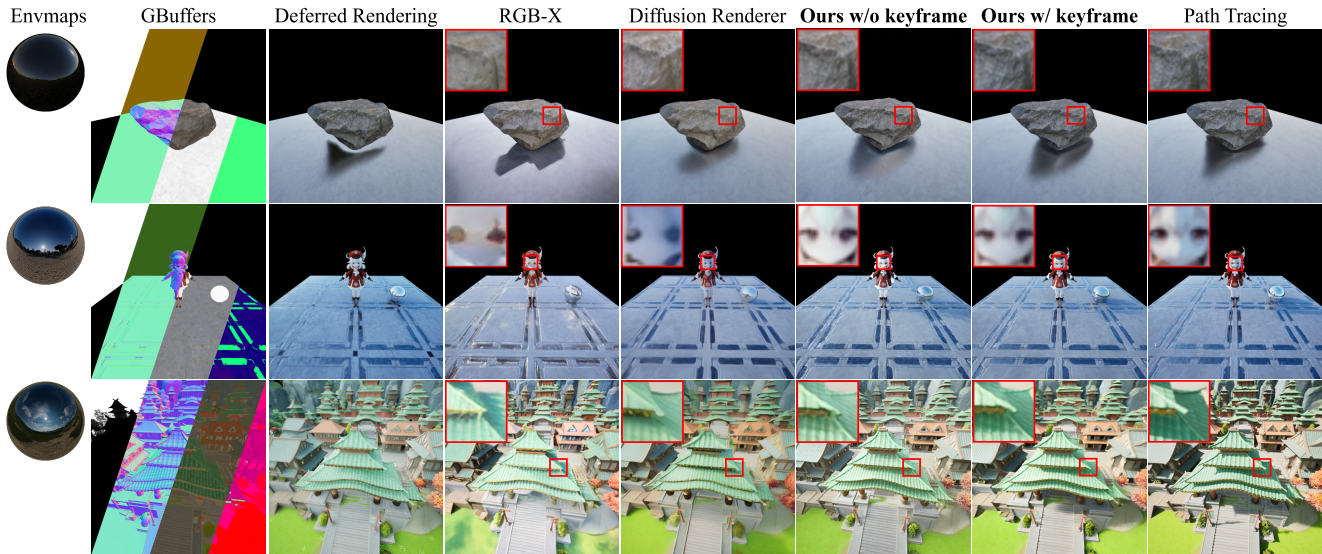 Envmaps GBuffers Deferred Rendering RGB-X Diffusion Renderer Ours w/o keyframe Ours w/ keyframe Path Tracing